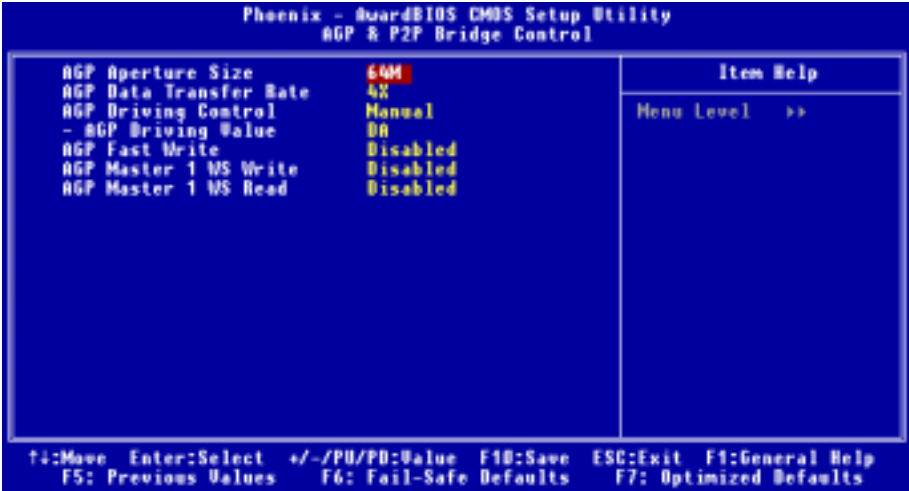 Phoenix - AwardBIOS CMOS Setup Utility
AGP & P2P Bridge Control
AGP Aperture Size 64M
AGP Data Transfer Rate 4X
AGP Driving Control Manual
- AGP Driving Value DA
AGP Fast Write Disabled
AGP Master 1 WS Write Disabled
AGP Master 1 WS Read Disabled
Item Help
Menu Level ▸▸
↑↓:Move Enter:Select +/-/PU/PD:Value F10:Save ESC:Exit F1:General Help
F5: Previous Values F6: Fail-Safe Defaults F7: Optimized Defaults